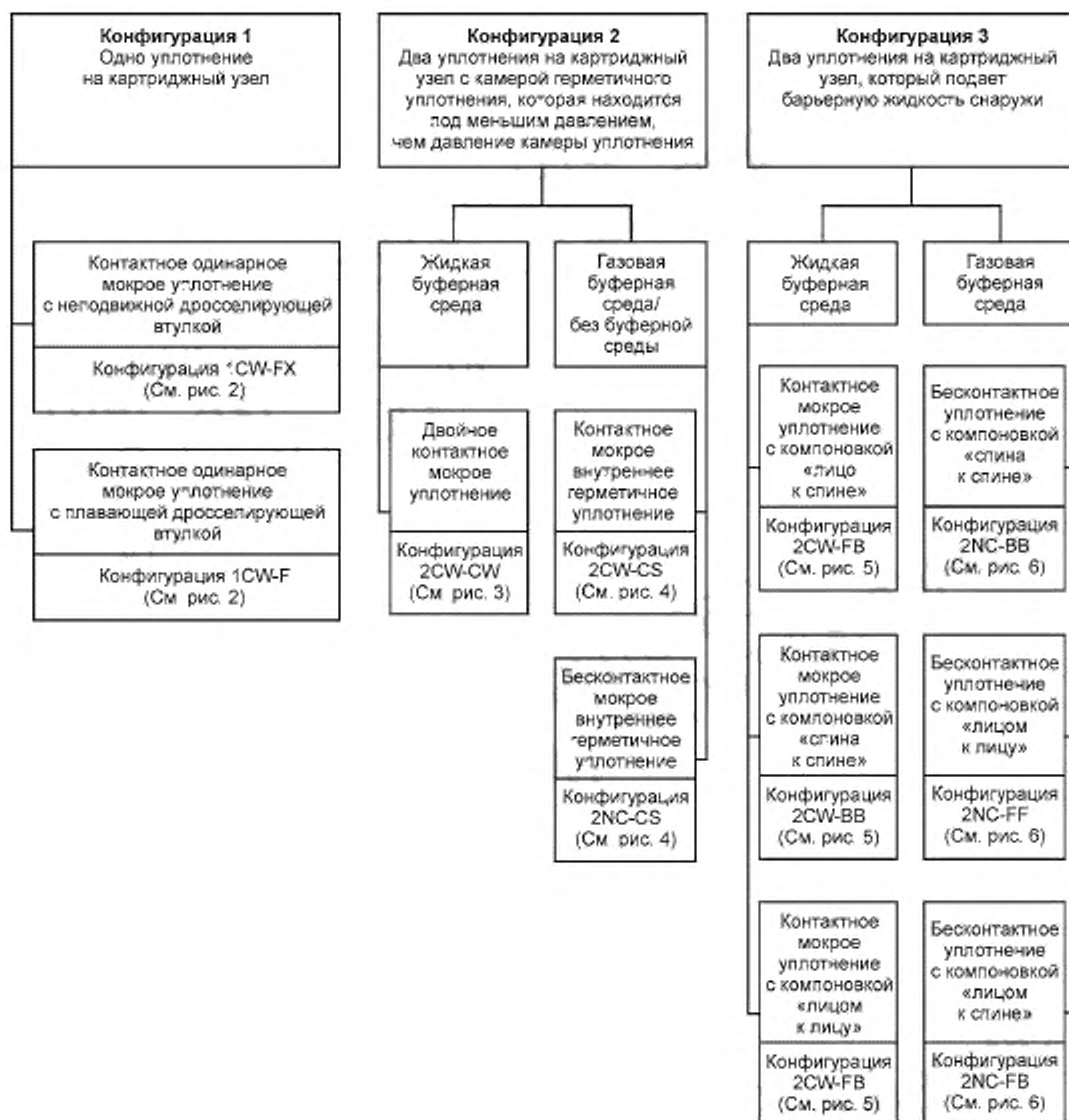 Конфигурация 1
Одно уплотнение
на картриджный узел
Контактное одинарное
мокрое уплотнение
с неподвижной дросселирующей
втулкой
Конфигурация 1CW-FX
(См. рис. 2)
Контактное одинарное
мокрое уплотнение
с плавающей дросселирующей
втулкой
Конфигурация 1CW-F
(См. рис. 2)
Конфигурация 2
Два уплотнения на картриджный
узел с камерой герметичного
уплотнения, которая находится
под меньшим давлением,
чем давление камеры уплотнения
Жидкая
буферная
среда
Двойное
контактное
мокрое
уплотнение
Конфигурация
2CW-CW
(См. рис. 3)
Газовая
буферная
среда/
без буферной
среды
Контактное
мокрое
внутреннее
герметичное
уплотнение
Конфигурация
2CW-CS
(См. рис. 4)
Бесконтактное
мокрое
внутреннее
герметичное
уплотнение
Конфигурация
2NC-CS
(См. рис. 4)
Конфигурация 3
Два уплотнения на картриджный
узел, который подает
барьерную жидкость снаружи
Жидкая
буферная
среда
Контактное
мокрое
уплотнение
с компоновкой
«лицо
к спине»
Конфигурация
2CW-FB
(См. рис. 5)
Контактное
мокрое
уплотнение
с компоновкой
«спина
к спине»
Конфигурация
2CW-BB
(См. рис. 5)
Контактное
мокрое
уплотнение
с компоновкой
«лицом
к лицу»
Конфигурация
2CW-FB
(См. рис. 5)
Газовая
буферная
среда
Бесконтактное
уплотнение
с компоновкой
«спина
к спине»
Конфигурация
2NC-BB
(См. рис. 6)
Бесконтактное
уплотнение
с компоновкой
«лицом
к лицу»
Конфигурация
2NC-FF
(См. рис. 6)
Бесконтактное
уплотнение
с компоновкой
«лицом
к спине»
Конфигурация
2NC-FB
(См. рис. 6)